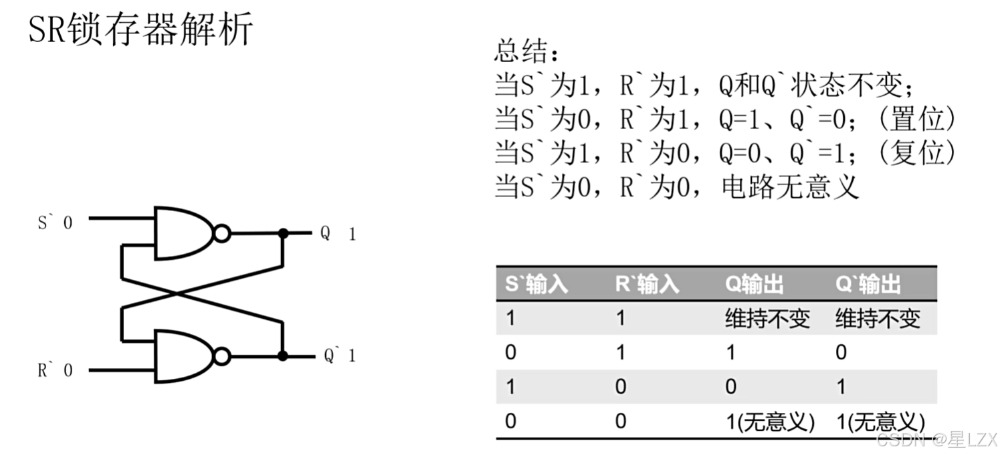 SR锁存器解析
总结：
当S`为1，R`为1，Q和Q`状态不变；
当S`为0，R`为1，Q=1、Q`=0；（置位）
当S`为1，R`为0，Q=0、Q`=1；（复位）
当S`为0，R`为0，电路无意义
S` 0
Q 1
Q` 1
R` 0
S`输入 R`输入 Q输出 Q`输出
1 1 维持不变 维持不变
0 1 1 0
1 0 0 1
0 0 1(无意义) 1(无意义)
CSDN @星LZX